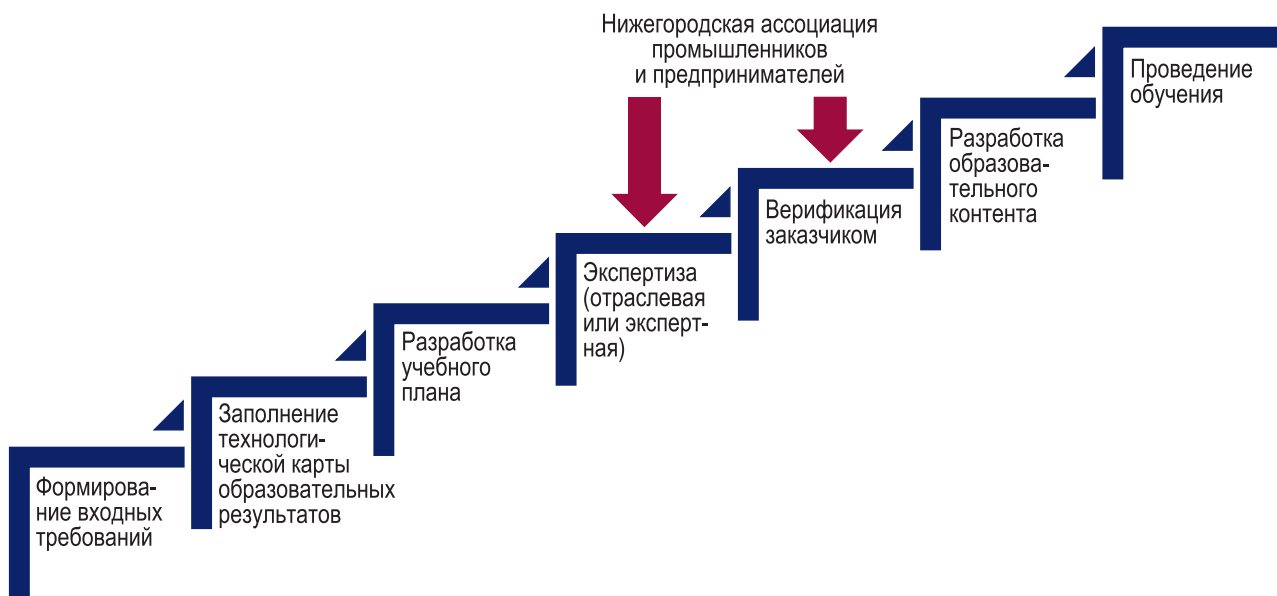 Нижегородская ассоциация
промышленников
и предпринимателей
Формирова-
ние входных
требований
Заполнение
технологи-
ческой карты
образовательных
результатов
Разработка
учебного
плана
Экспертиза
(отраслевая
или эксперт-
ная)
Верификация
заказчиком
Разработка
образова-
тельного
контента
Проведение
обучения